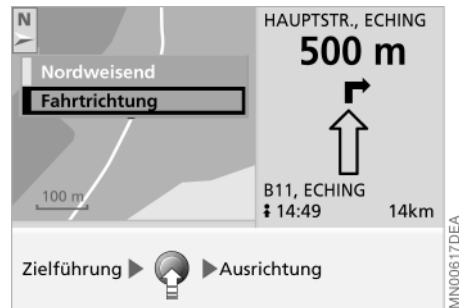 N
Nordweisend
Fahrtrichtung
100 m
HAUPTSTR., ECHING
500 m
B11, ECHING
14:49 14km
Zielführung Ausrichtung
MN00617DEA